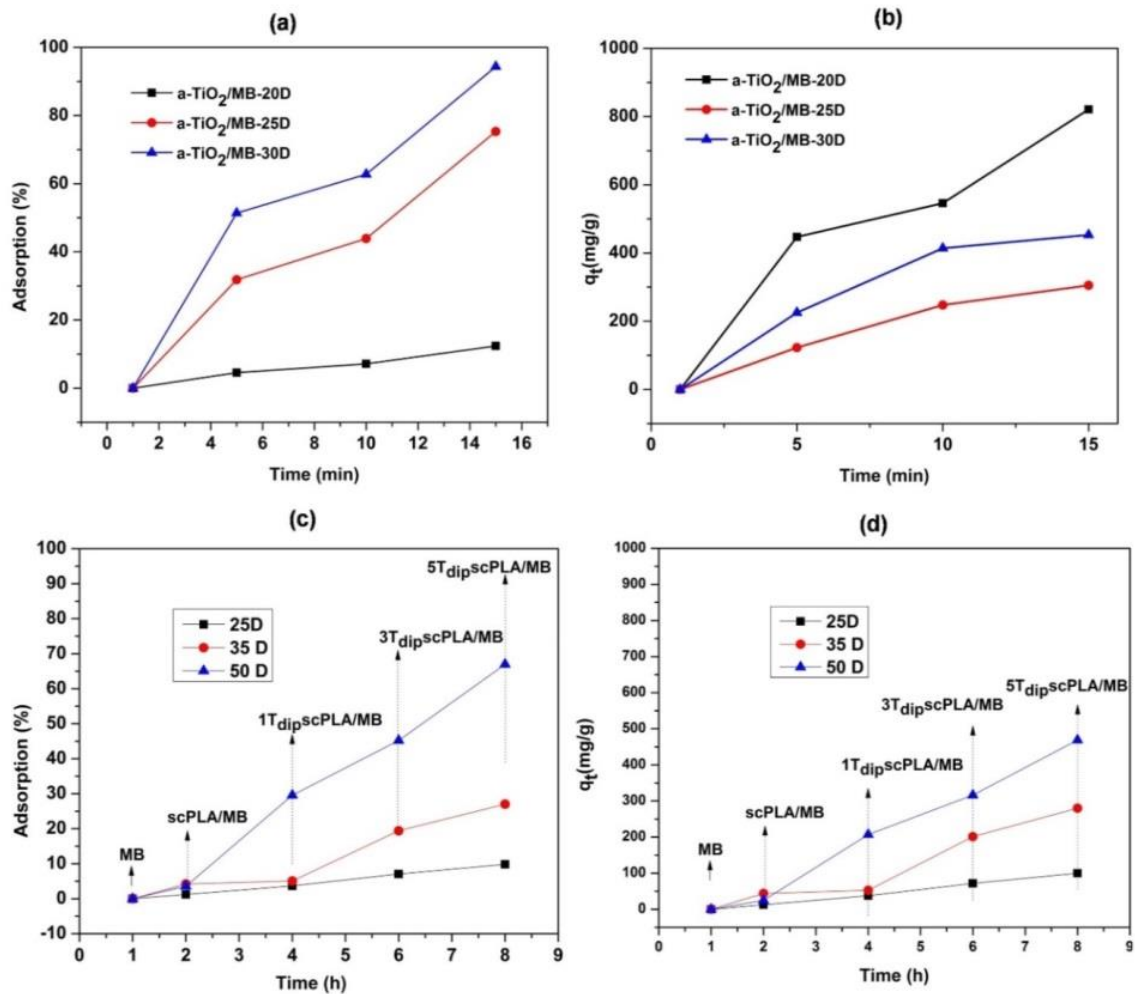 (a)
100
80
60
40
20
0
Adsorption (%)
a-TiO2/MB-20D
a-TiO2/MB-25D
a-TiO2/MB-30D
0 2 4 6 8 10 12 14 16
Time (min)
(b)
1000
800
600
400
200
0
qt(mg/g)
a-TiO2/MB-20D
a-TiO2/MB-25D
a-TiO2/MB-30D
0 5 10 15
Time (min)
(c)
100
90
80
70
60
50
40
30
20
10
0
-10
Adsorption (%)
25D
35 D
50 D
MB
scPLA/MB
1TdipscPLA/MB
3TdipscPLA/MB
5TdipscPLA/MB
0 1 2 3 4 5 6 7 8 9
Time (h)
(d)
1000
900
800
700
600
500
400
300
200
100
0
qt(mg/g)
25D
35 D
50 D
MB
scPLA/MB
1TdipscPLA/MB
3TdipscPLA/MB
5TdipscPLA/MB
0 1 2 3 4 5 6 7 8 9
Time (h)